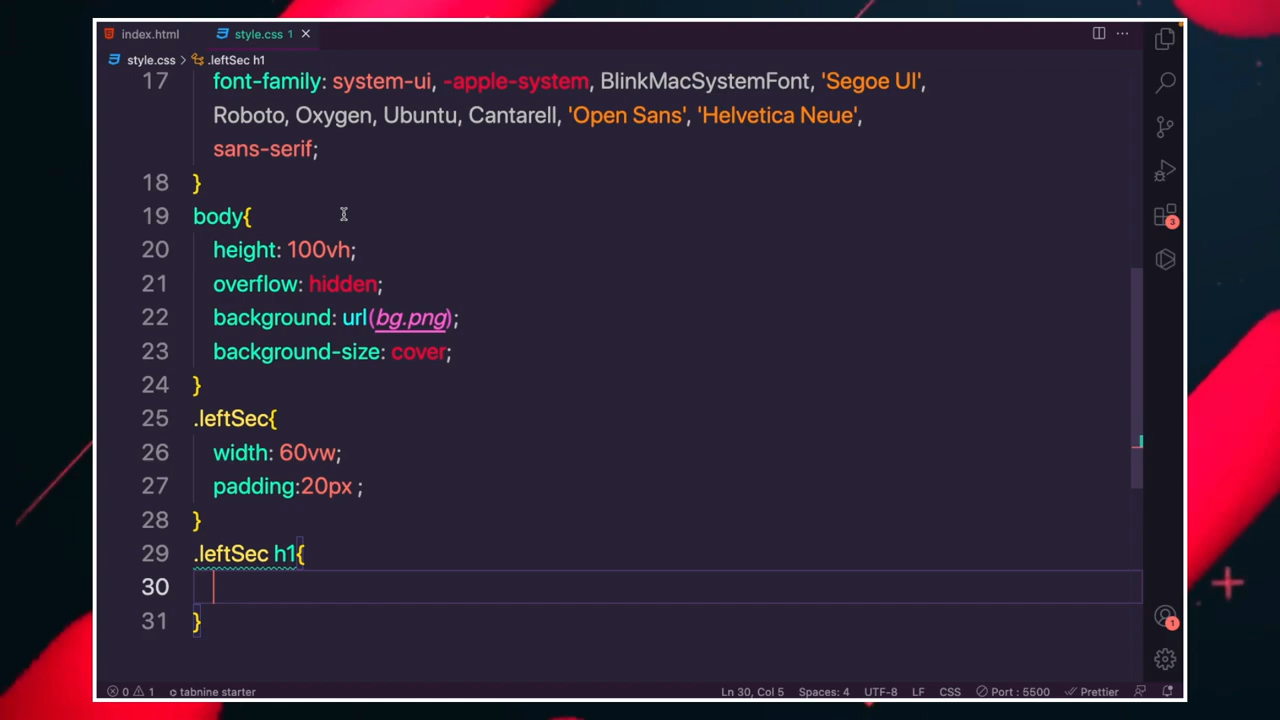 index.html
style.css 1
style.css > .leftSec h1
17 font-family: system-ui, -apple-system, BlinkMacSystemFont, 'Segoe UI',
Roboto, Oxygen, Ubuntu, Cantarell, 'Open Sans', 'Helvetica Neue',
sans-serif;
18 }
19 body{
20 height: 100vh;
21 overflow: hidden;
22 background: url(bg.png);
23 background-size: cover;
24 }
25 .leftSec{
26 width: 60vw;
27 padding:20px ;
28 }
29 .leftSec h1{
30
31 }
3
1
0 1 tabnine starter Ln 30, Col 5 Spaces: 4 UTF-8 LF CSS Port : 5500 Prettier